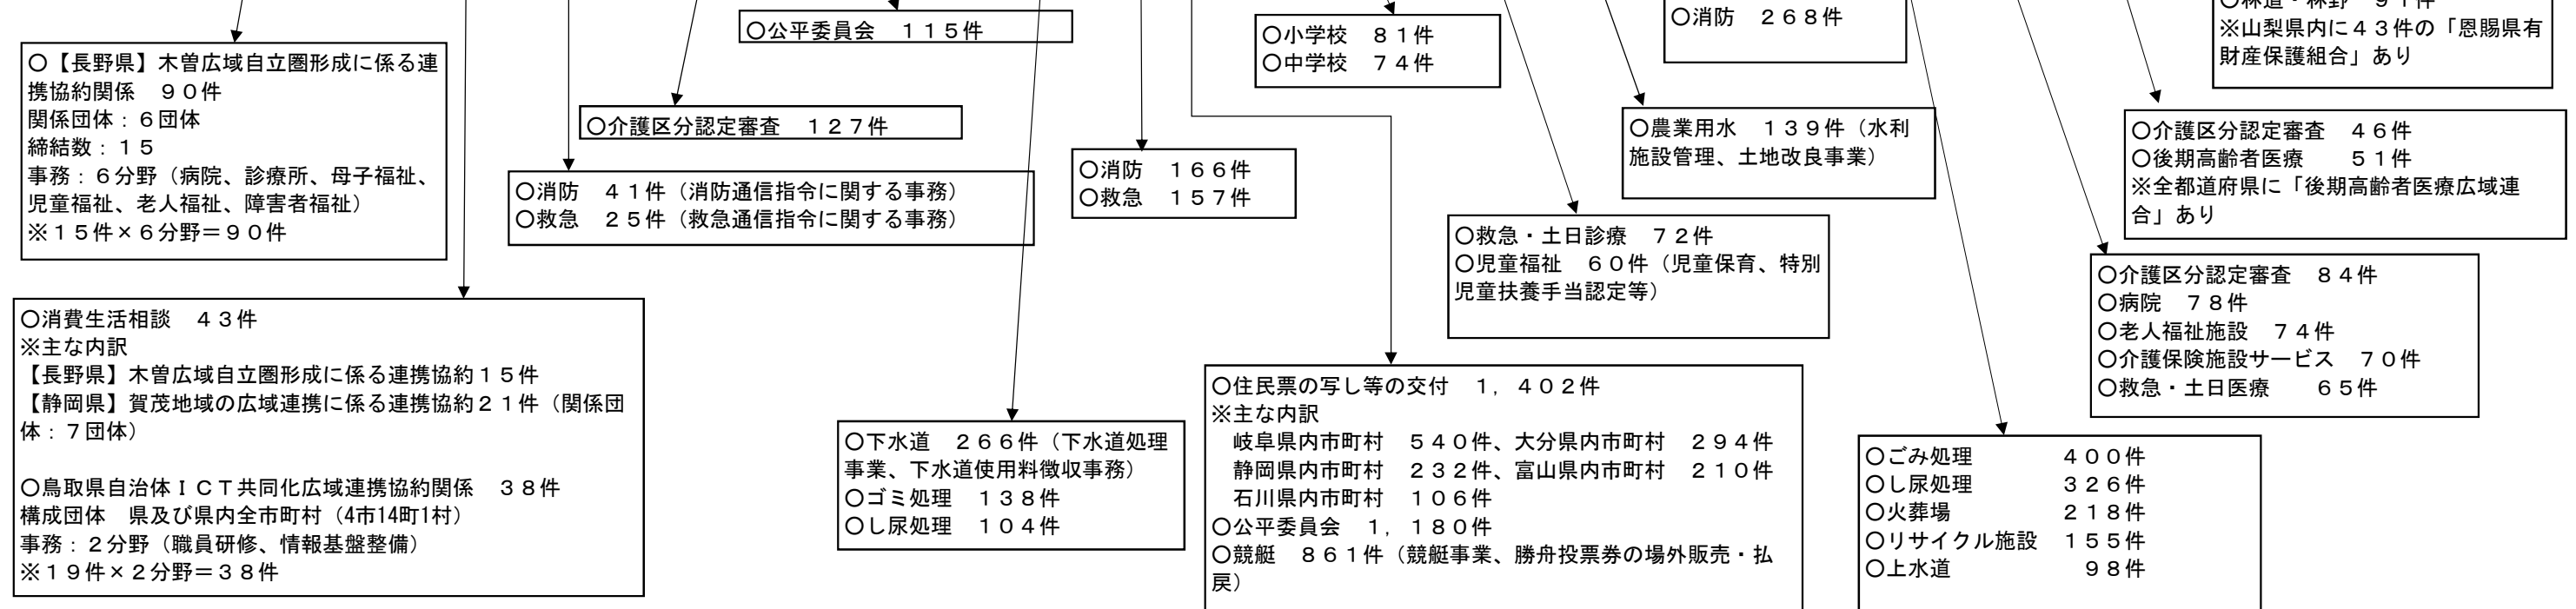 ○【長野県】木曽広域自立圏形成に係る連
携協約関係　９０件
関係団体：６団体
締結数：１５
事務：６分野（病院、診療所、母子福祉、
児童福祉、老人福祉、障害者福祉）
※１５件×６分野＝９０件
○消費生活相談　４３件
※主な内訳
【長野県】木曽広域自立圏形成に係る連携協約１５件
【静岡県】賀茂地域の広域連携に係る連携協約２１件（関係団
体：７団体）
○鳥取県自治体ＩＣＴ共同化広域連携協約関係　３８件
構成団体　県及び県内全市町村（4市14町1村）
事務：２分野（職員研修、情報基盤整備）
※１９件×２分野＝３８件
○公平委員会　１１５件
○介護区分認定審査　１２７件
○消防　４１件（消防通信指令に関する事務）
○救急　２５件（救急通信指令に関する事務）
○下水道　２６６件（下水道処理
事業、下水道使用料徴収事務）
○ゴミ処理　１３８件
○し尿処理　１０４件
○消防　１６６件
○救急　１５７件
○小学校　８１件
○中学校　７４件
○住民票の写し等の交付　１，４０２件
※主な内訳
岐阜県内市町村　５４０件、大分県内市町村　２９４件
静岡県内市町村　２３２件、富山県内市町村　２１０件
石川県内市町村　１０６件
○公平委員会　１，１８０件
○競艇　８６１件（競艇事業、勝舟投票券の場外販売・払
戻）
○救急・土日診療　７２件
○児童福祉　６０件（児童保育、特別
児童扶養手当認定等）
○農業用水　１３９件（水利
施設管理、土地改良事業）
○消防　２６８件
○ごみ処理　４００件
○し尿処理　３２６件
○火葬場　２１８件
○リサイクル施設　１５５件
○上水道　９８件
○林道・林野　９１件
※山梨県内に４３件の「恩賜県有
財産保護組合」あり
○介護区分認定審査　４６件
○後期高齢者医療　５１件
※全都道府県に「後期高齢者医療広域連
合」あり
○介護区分認定審査　８４件
○病院　７８件
○老人福祉施設　７４件
○介護保険施設サービス　７０件
○救急・土日医療　６５件